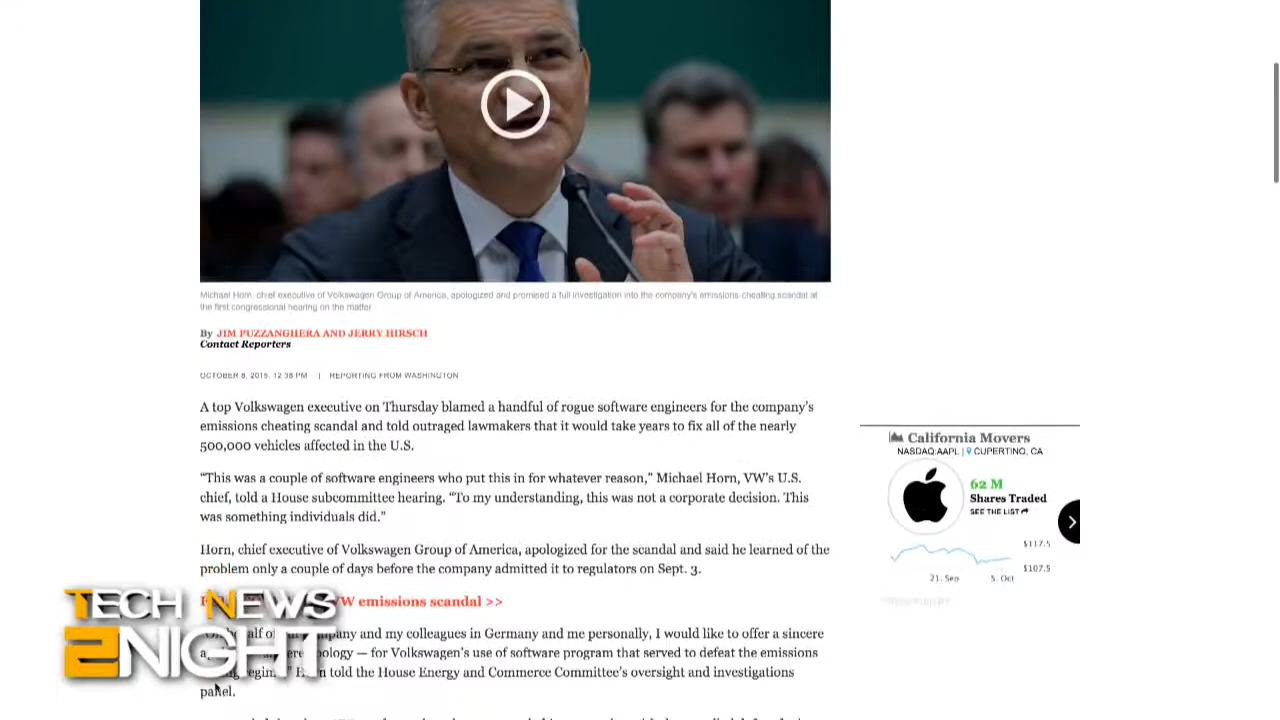 Michael Horn, chief executive of Volkswagen Group of America, apologized and promised a full investigation into the company's emissions-cheating scandal at
the first congressional hearing on the matter
By JIM PUZZANGHERA AND JERRY HIRSCH
Contact Reporters
OCTOBER 8, 2015, 12:38 PM | REPORTING FROM WASHINGTON
A top Volkswagen executive on Thursday blamed a handful of rogue software engineers for the company's
emissions cheating scandal and told outraged lawmakers that it would take years to fix all of the nearly
500,000 vehicles affected in the U.S.
“This was a couple of software engineers who put this in for whatever reason,” Michael Horn, VW's U.S.
chief, told a House subcommittee hearing. “To my understanding, this was not a corporate decision. This
was something individuals did.”
Horn, chief executive of Volkswagen Group of America, apologized for the scandal and said he learned of the
problem only a couple of days before the company admitted it to regulators on Sept. 3.
VW emissions scandal >>
and my colleagues in Germany and me personally, I would like to offer a sincere
— for Volkswagen's use of software program that served to defeat the emissions
told the House Energy and Commerce Committee's oversight and investigations
panel.
California Movers
NASDAQ:AAPL | CUPERTINO, CA
62 M
Shares Traded
SEE THE LIST
$117.5
$107.5
21. Sep 5. Oct
TECH NEWS
2NIGHT